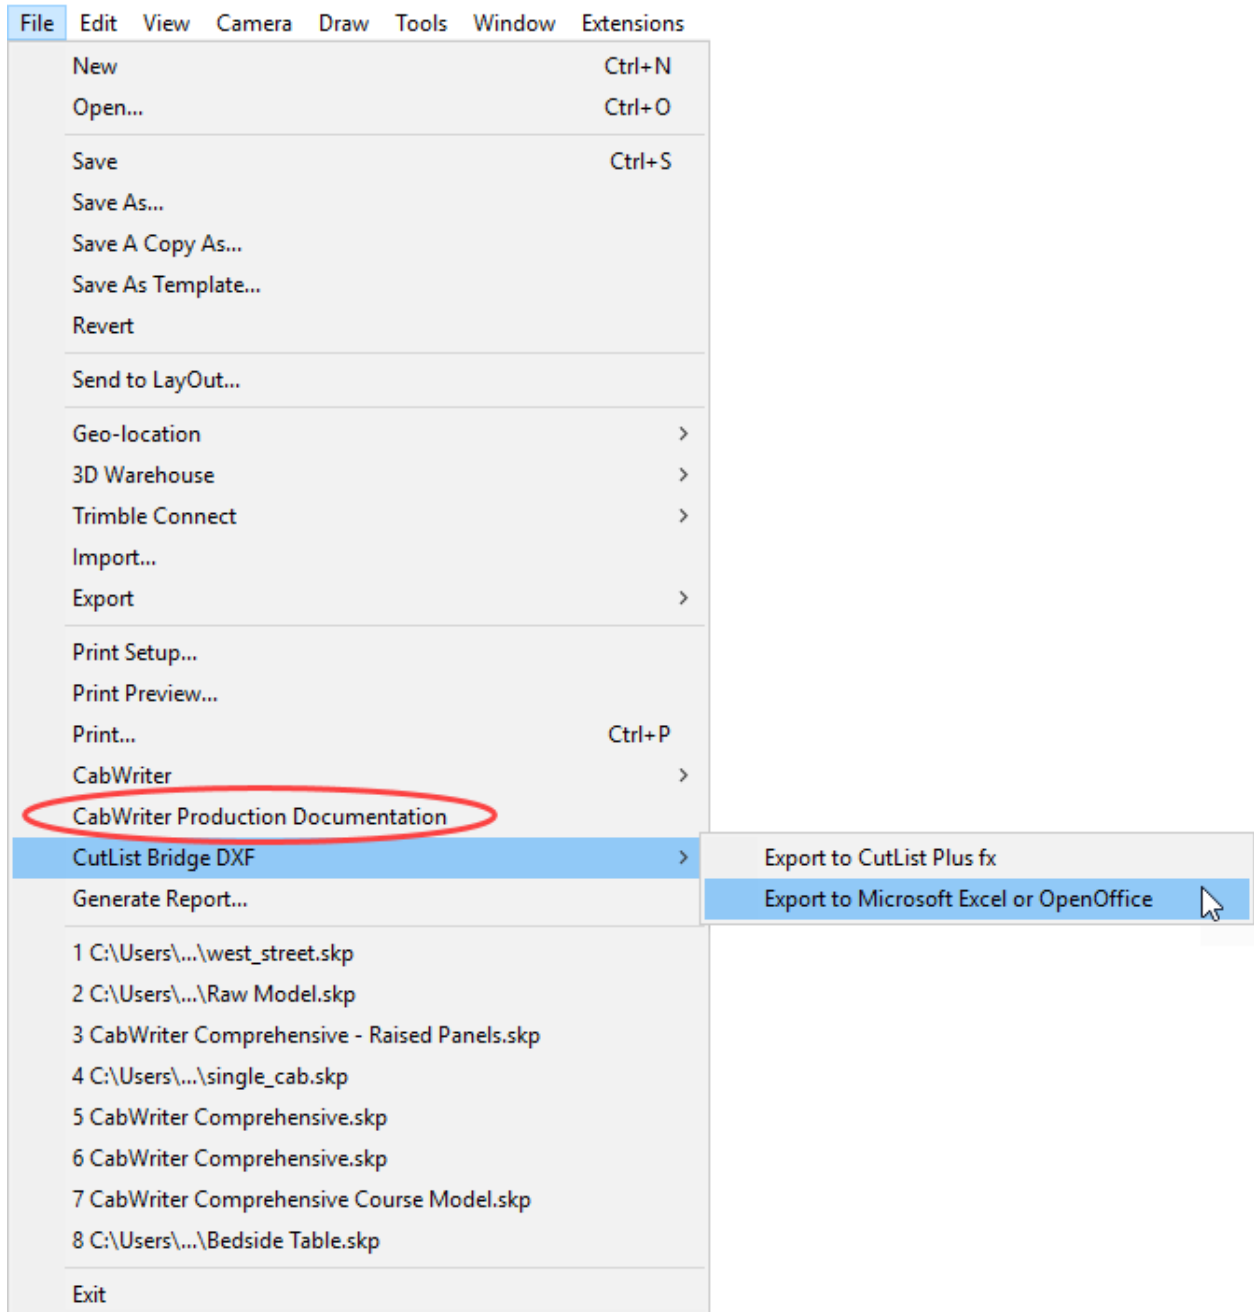 File Edit View Camera Draw Tools Window Extensions
New Ctrl+N
Open... Ctrl+O
Save Ctrl+S
Save As...
Save A Copy As...
Save As Template...
Revert
Send to LayOut...
Geo-location
3D Warehouse
Trimble Connect
Import...
Export
Print Setup...
Print Preview...
Print... Ctrl+P
CabWriter
CabWriter Production Documentation
CutList Bridge DXF
Export to CutList Plus fx
Export to Microsoft Excel or OpenOffice
Generate Report...
1 C:\Users\...\west_street.skp
2 C:\Users\...\Raw Model.skp
3 CabWriter Comprehensive - Raised Panels.skp
4 C:\Users\...\single_cab.skp
5 CabWriter Comprehensive.skp
6 CabWriter Comprehensive.skp
7 CabWriter Comprehensive Course Model.skp
8 C:\Users\...\Bedside Table.skp
Exit